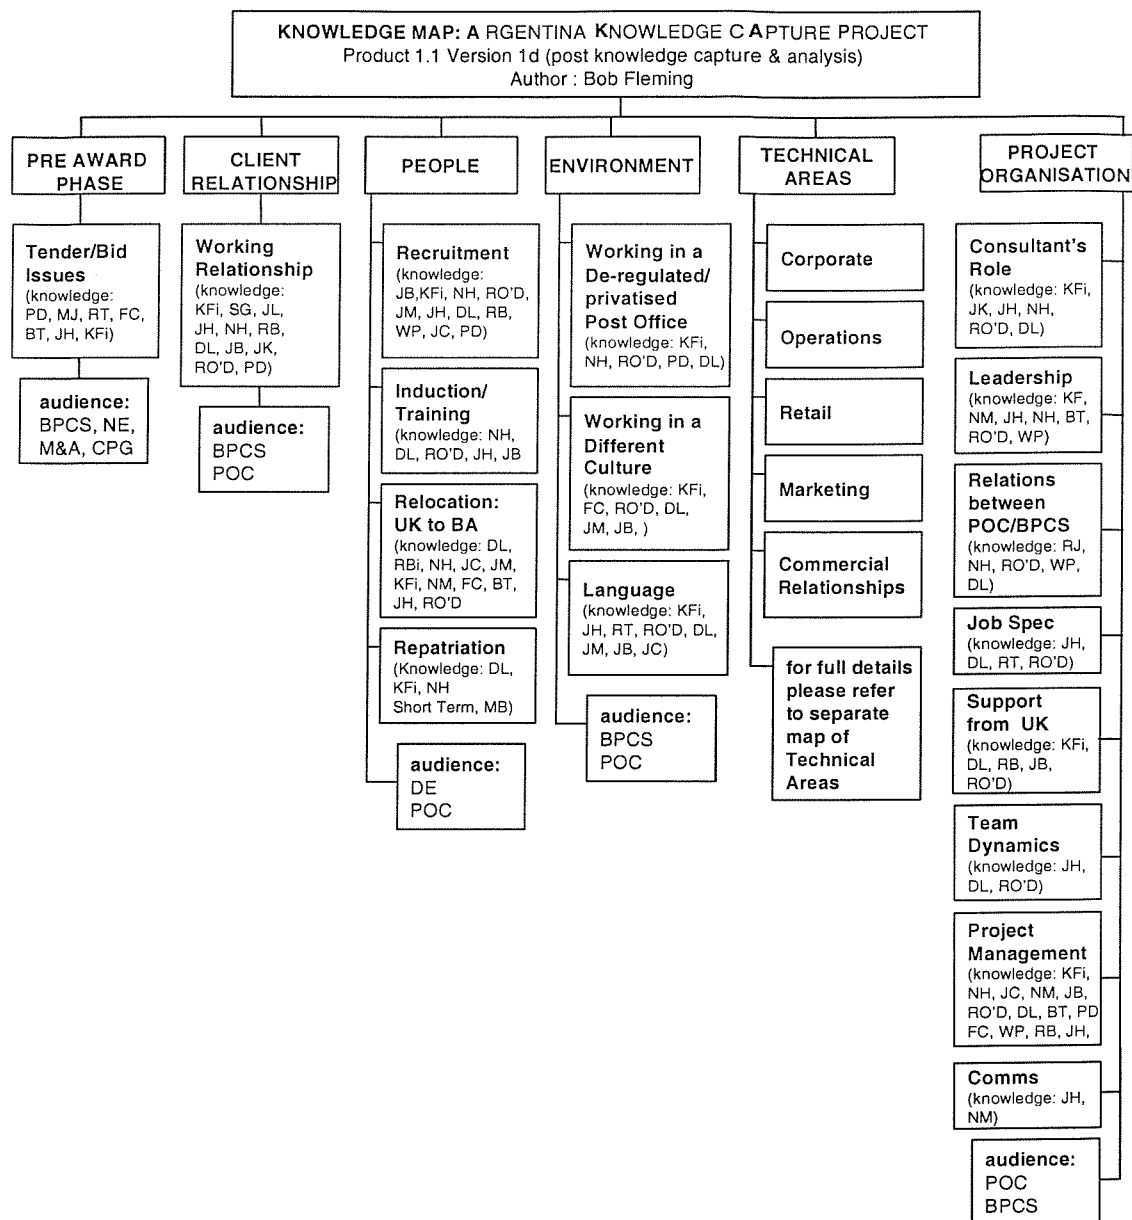 KNOWLEDGE MAP: A RGENTINA KNOWLEDGE CAPTURE PROJECT
Product 1.1 Version 1d (post knowledge capture & analysis)
Author : Bob Fleming
PRE AWARD
PHASE
Tender/Bid
Issues
(knowledge:
PD, MJ, RT, FC,
BT, JH, KFi)
audience:
BPCS, NE,
M&A, CPG
CLIENT
RELATIONSHIP
Working
Relationship
(knowledge:
KFi, SG, JL,
JH, NH, RB,
DL, JB, JK,
RO'D, PD)
audience:
BPCS
POC
PEOPLE
Recruitment
(knowledge:
JB,KFi, NH, RO'D,
JM, JH, DL, RB,
WP, JC, PD)
Induction/
Training
(knowledge: NH,
DL, RO'D, JH, JB
Relocation:
UK to BA
(knowledge: DL,
RBi, NH, JC, JM,
KFi, NM, FC, BT,
JH, RO'D
Repatriation
(Knowledge: DL,
KFi, NH
Short Term, MB)
audience:
DE
POC
ENVIRONMENT
Working in a
De-regulated/
privatised
Post Office
(knowledge: KFi,
NH, RO'D, PD, DL)
Working in a
Different
Culture
(knowledge: KFi,
FC, RO'D, DL,
JM, JB, )
Language
(knowledge: KFi,
JH, RT, RO'D, DL,
JM, JB, JC)
audience:
BPCS
POC
TECHNICAL
AREAS
Corporate
Operations
Retail
Marketing
Commercial
Relationships
for full details
please refer
to separate
map of
Technical
Areas
PROJECT
ORGANISATION
Consultant's
Role
(knowledge: KFi,
JK, JH, NH,
RO'D, DL)
Leadership
(knowledge: KF,
NM, JH, NH, BT,
RO'D, WP)
Relations
between
POC/BPCS
(knowledge: RJ,
NH, RO'D, WP,
DL)
Job Spec
(knowledge: JH,
DL, RT, RO'D)
Support
from UK
(knowledge: KFi,
DL, RB, JB,
RO'D)
Team
Dynamics
(knowledge: JH,
DL, RO'D)
Project
Management
(knowledge: KFi,
NH, JC, NM, JB,
RO'D, DL, BT, PD
FC, WP, RB, JH,
Comms
(knowledge: JH,
NM)
audience:
POC
BPCS